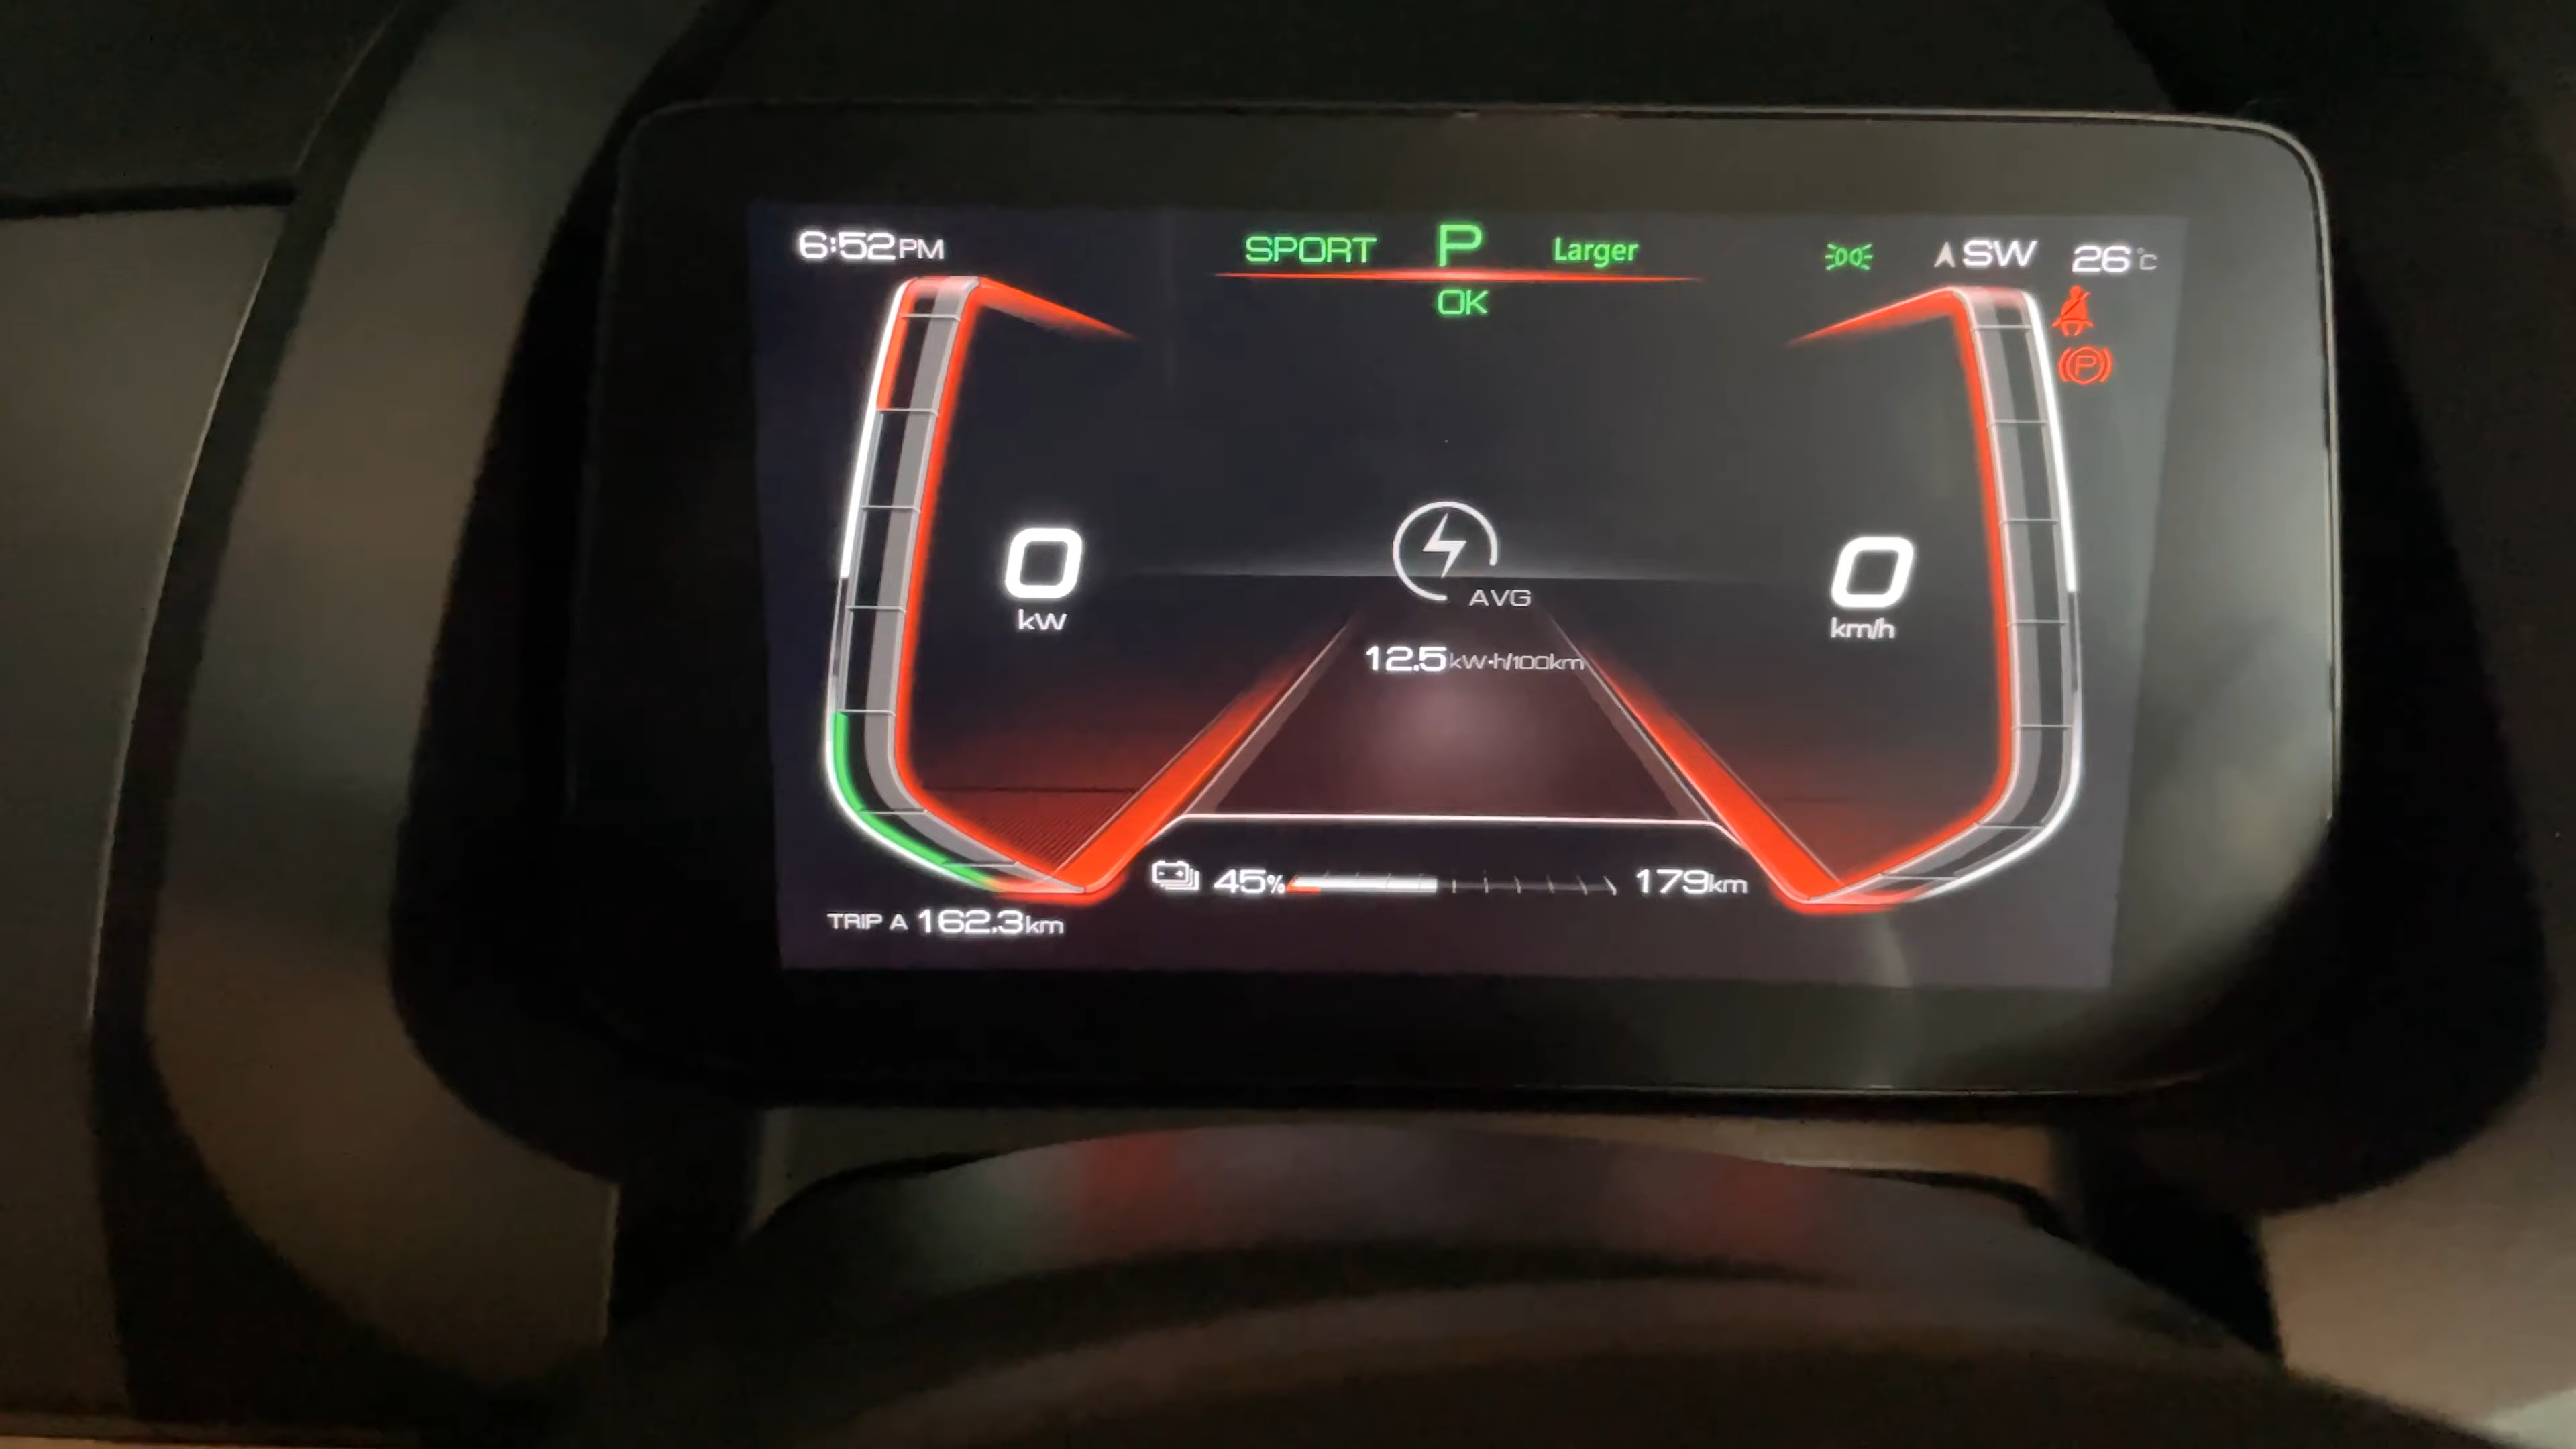 6:52PM
SPORT P Larger
SW 26°C
OK
P
0
kW
0
km/h
AVG
12.5kW·h/100km
45% 179km
TRIP A 162.3km